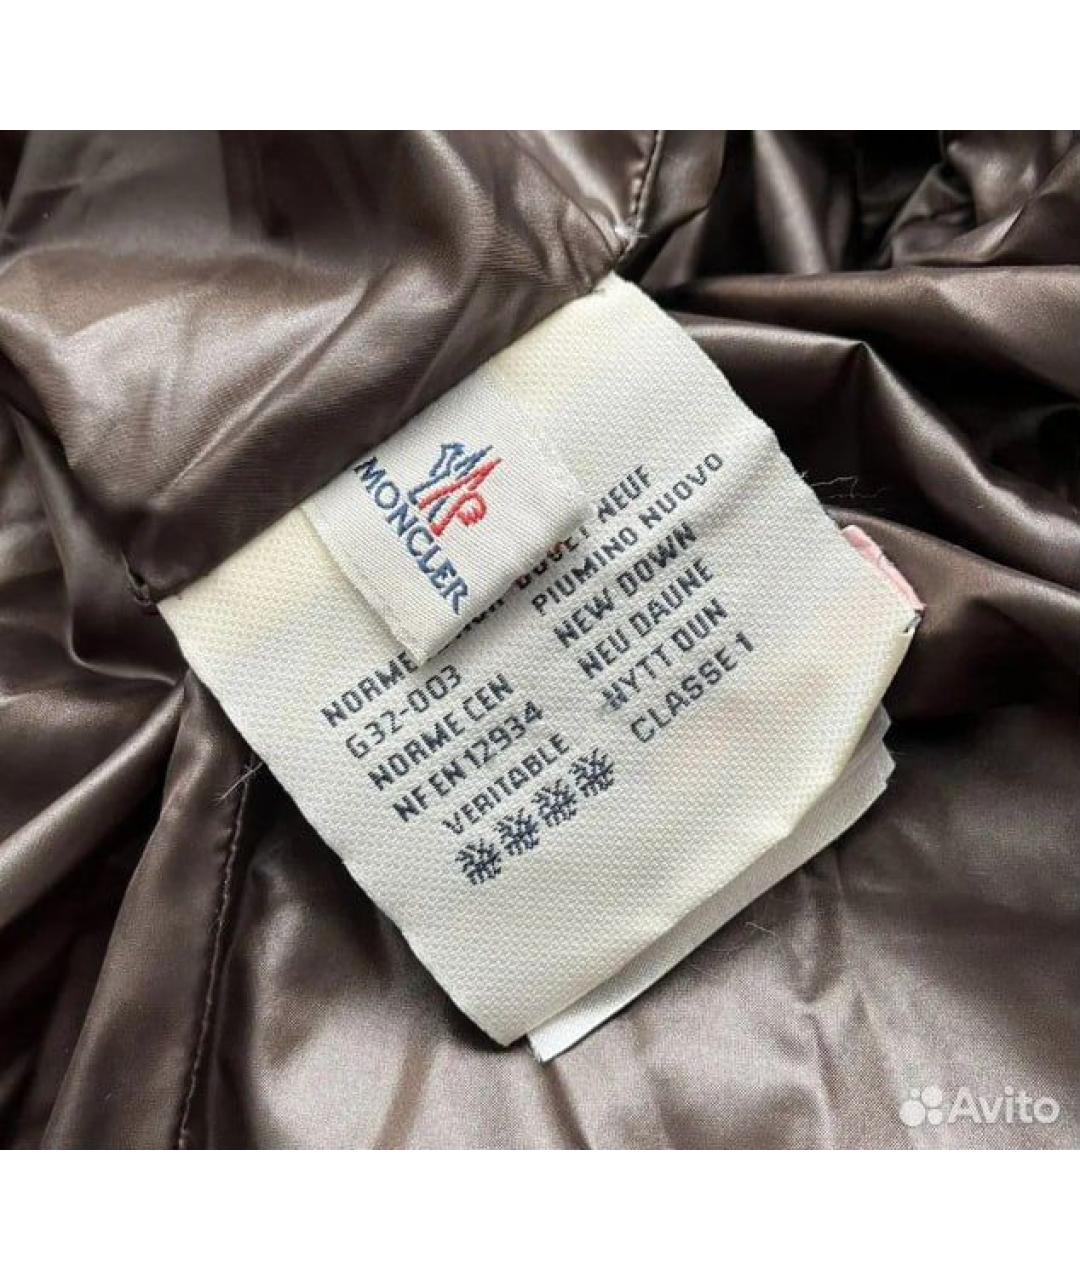 MONCLER
NORME
G32-003
NORME CEN
NF EN 12934
VERITABLE
NEUF
PIUMINO NUOVO
NEW DOWN
NEU DAUNE
NYTT DUN
CLASSE 1
Avito